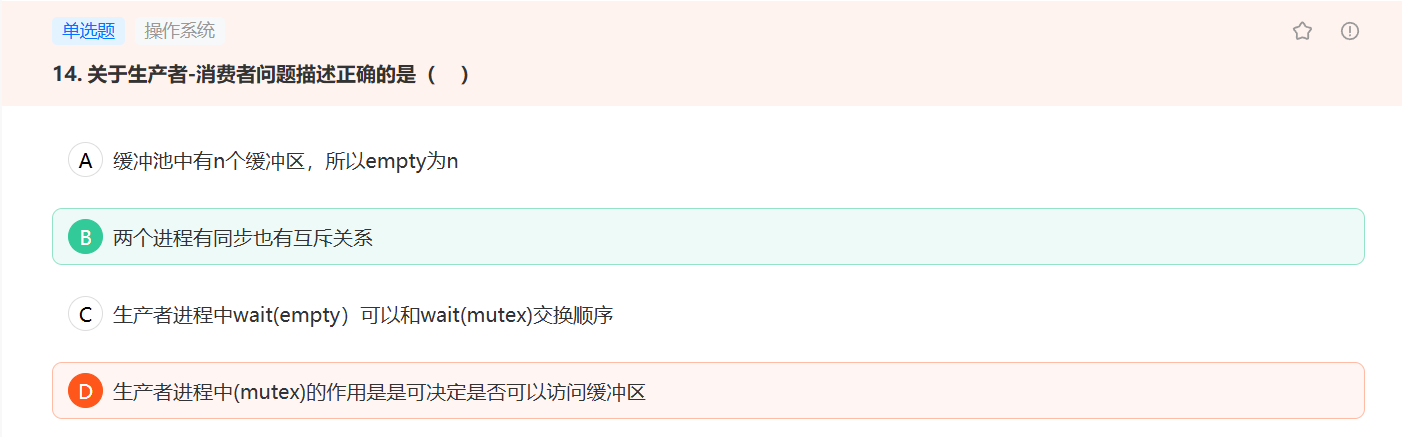 单选题 操作系统
14. 关于生产者-消费者问题描述正确的是（ ）
A 缓冲池中有n个缓冲区，所以empty为n
B 两个进程有同步也有互斥关系
C 生产者进程中wait(empty）可以和wait(mutex)交换顺序
D 生产者进程中(mutex)的作用是是可决定是否可以访问缓冲区